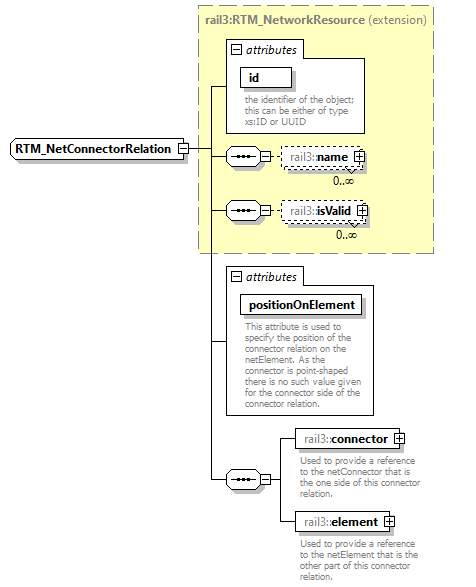 rail3:RTM_NetworkResource (extension)
attributes
id
the identifier of the object;
this can be either of type
xs:ID or UUID
RTM_NetConnectorRelation
rail3::name
0..∞
rail3::isValid
0..∞
attributes
positionOnElement
This attribute is used to
specify the position of the
connector relation on the
netElement. As the
connector is point-shaped
there is no such value given
for the connector side of the
connector relation.
rail3::connector
Used to provide a reference
to the netConnector that is
the one side of this connector
relation.
rail3::element
Used to provide a reference
to the netElement that is the
other part of this connector
relation.